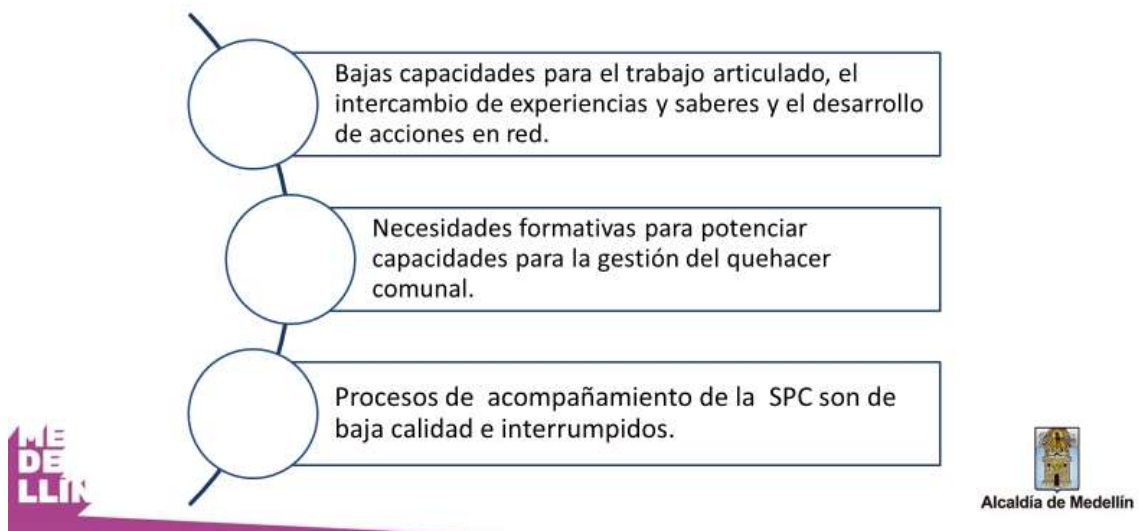 Bajas capacidades para el trabajo articulado, el
intercambio de experiencias y saberes y el desarrollo
de acciones en red.
Necesidades formativas para potenciar
capacidades para la gestión del quehacer
comunal.
Procesos de acompañamiento de la SPC son de
baja calidad e interrumpidos.
ME
DE
LLÍN
Alcaldía de Medellín